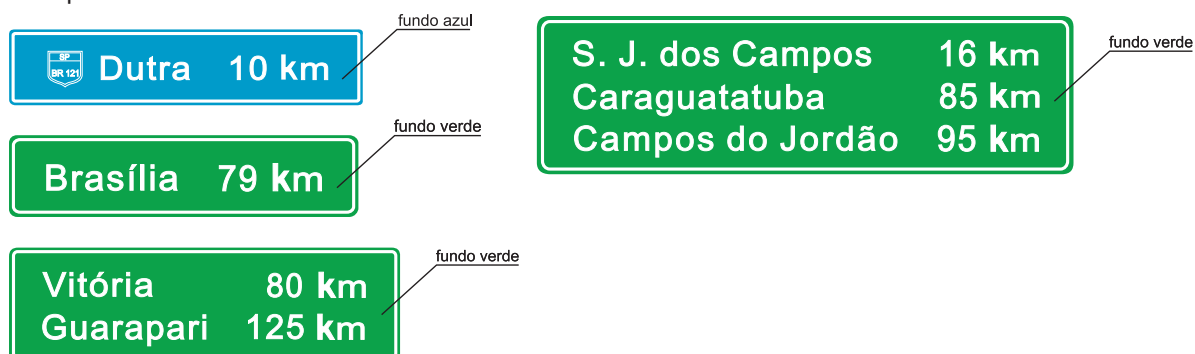 fundo azul
SP
BR 121
Dutra 10 km
fundo verde
Brasília 79 km
fundo verde
Vitória 80 km
Guarapari 125 km
fundo verde
S. J. dos Campos 16 km
Caraguatatuba 85 km
Campos do Jordão 95 km